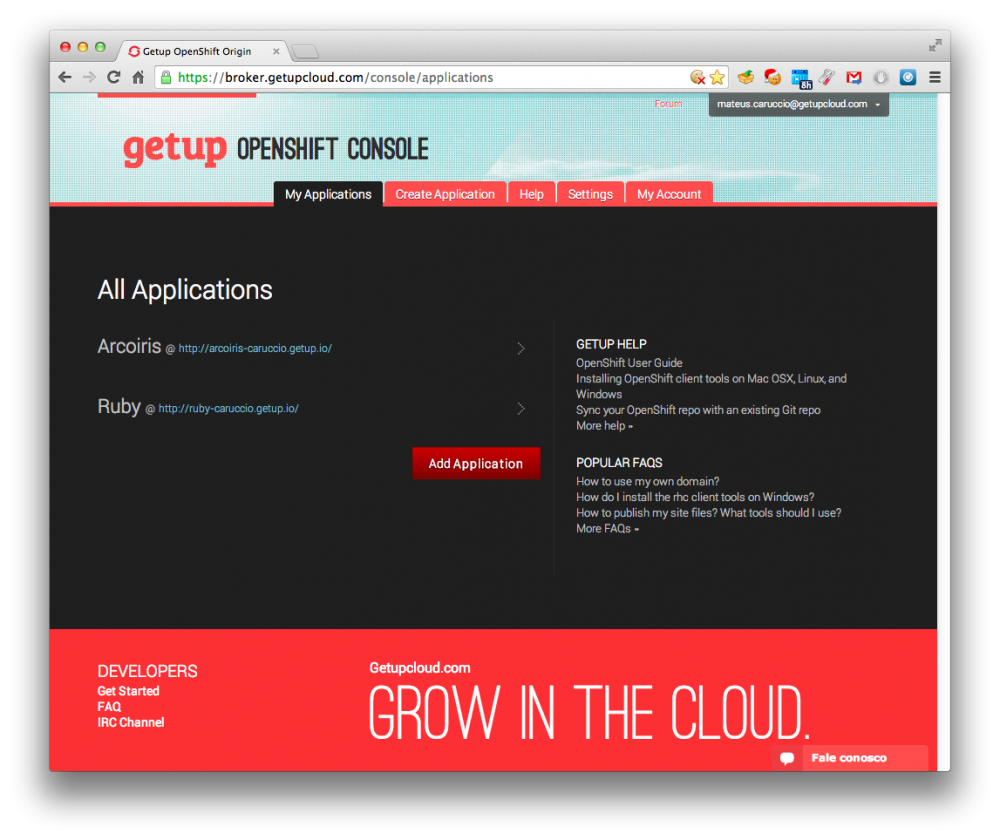 Getup OpenShift Origin
https://broker.getupcloud.com/console/applications
8h
Forum
mateus.caruccio@getupcloud.com
getup OPENSHIFT CONSOLE
My Applications
Create Application
Help
Settings
My Account
All Applications
Arcoiris @ http://arcoiris-caruccio.getup.io/
Ruby @ http://ruby-caruccio.getup.io/
Add Application
GETUP HELP
OpenShift User Guide
Installing OpenShift client tools on Mac OSX, Linux, and
Windows
Sync your OpenShift repo with an existing Git repo
More help »
POPULAR FAQS
How to use my own domain?
How do I install the rhc client tools on Windows?
How to publish my site files? What tools should I use?
More FAQs »
DEVELOPERS
Get Started
FAQ
IRC Channel
Getupcloud.com
GROW IN THE CLOUD.
Fale conosco